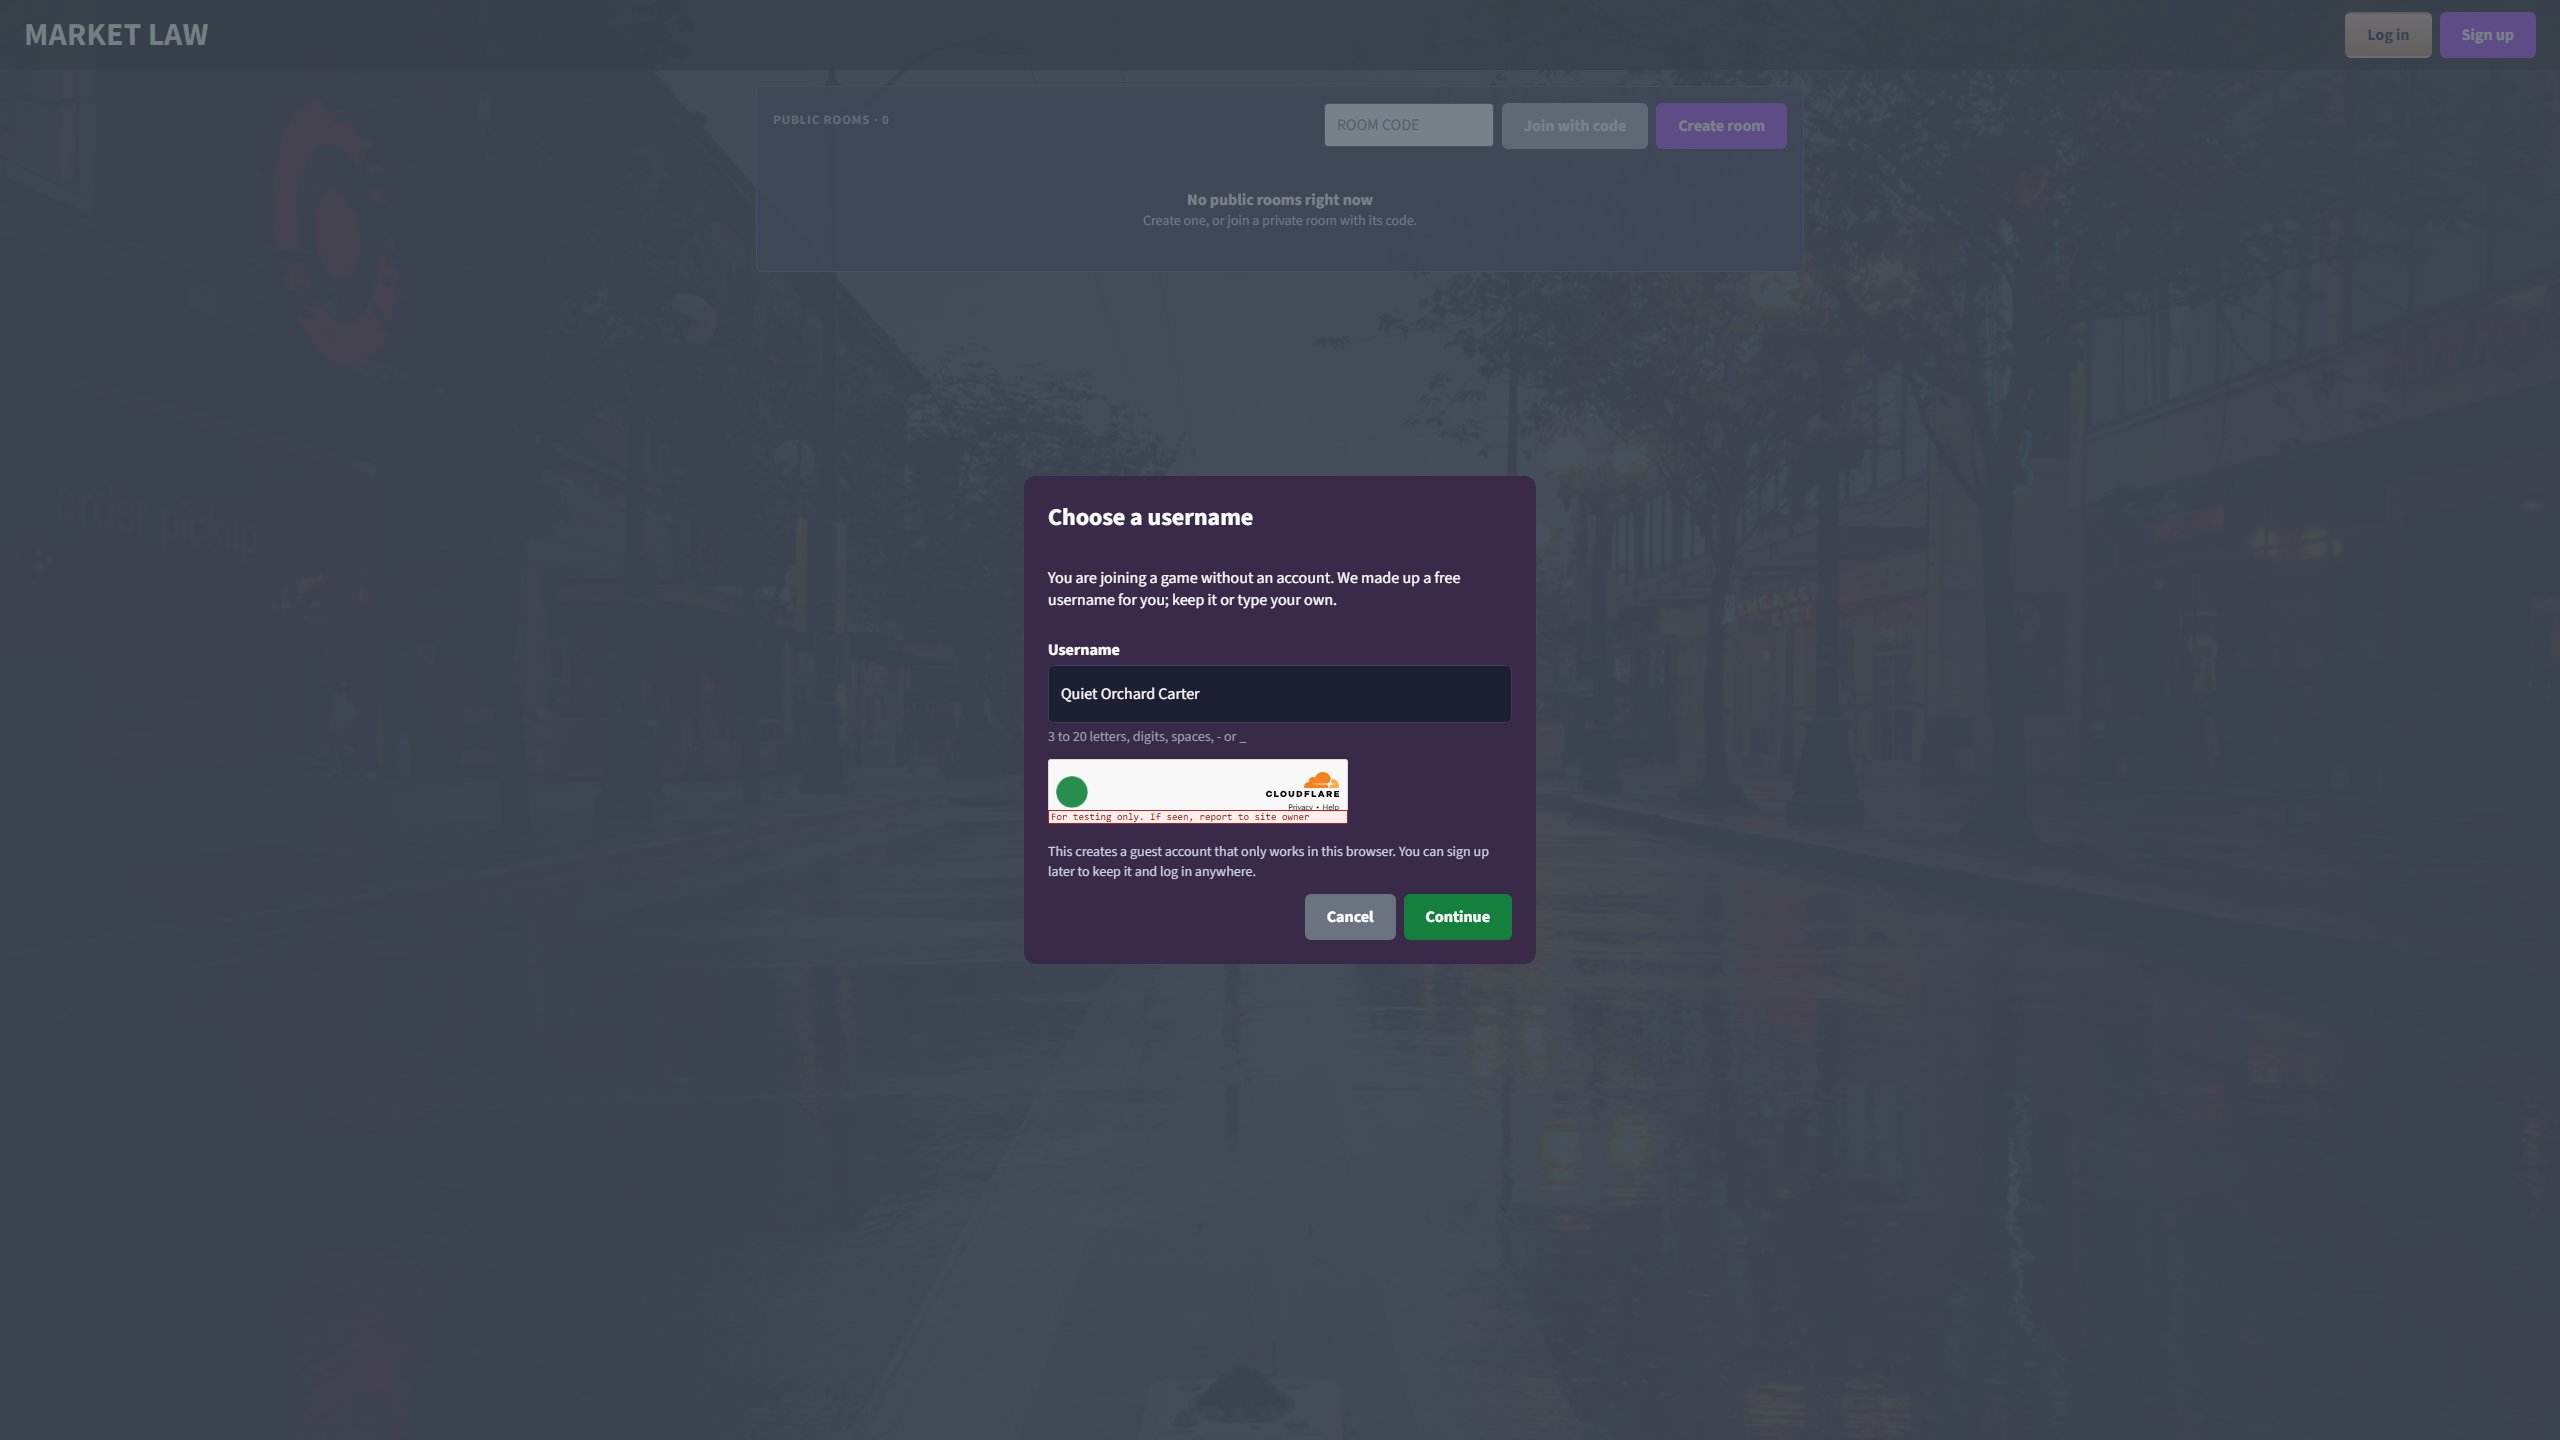 MARKET LAW
Log in
Sign up
PUBLIC ROOMS · 0
ROOM CODE
Join with code
Create room
No public rooms right now
Create one, or join a private room with its code.
order pickup
SNEAKER
CITY
Choose a username
You are joining a game without an account. We made up a free
username for you; keep it or type your own.
Username
Quiet Orchard Carter
3 to 20 letters, digits, spaces, - or _
CLOUDFLARE
Privacy • Help
For testing only. If seen, report to site owner
This creates a guest account that only works in this browser. You can sign up
later to keep it and log in anywhere.
Cancel
Continue